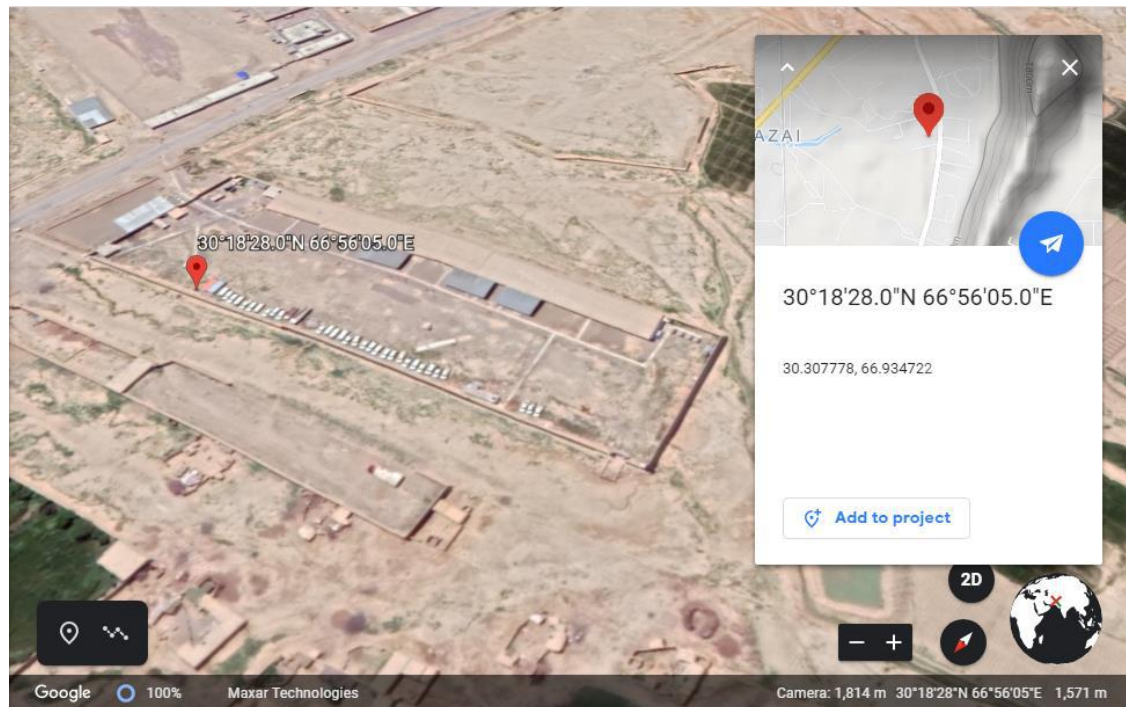 30°18'28.0"N 66°56'05.0"E
AZAI
1800m
30°18'28.0"N 66°56'05.0"E
30.307778, 66.934722
Add to project
2D
Google 100% Maxar Technologies Camera: 1,814 m 30°18'28"N 66°56'05"E 1,571 m